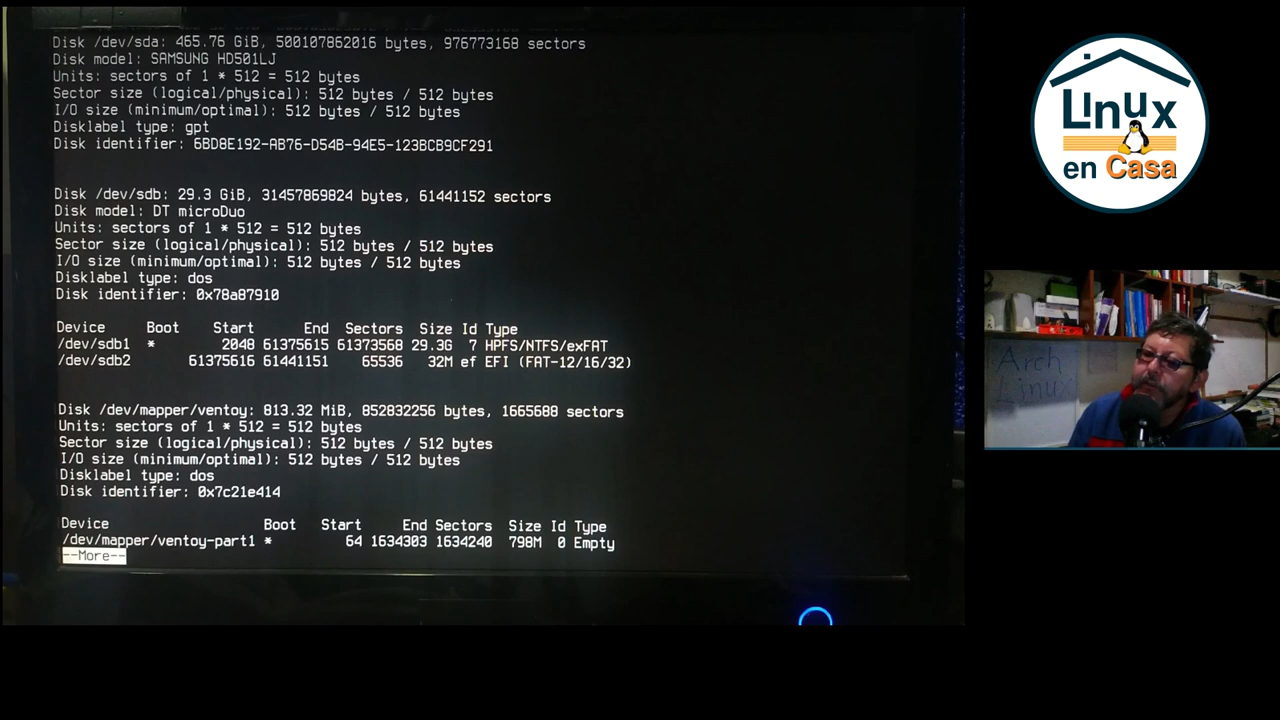 Disk /dev/sda: 465.76 GiB, 500107862016 bytes, 976773168 sectors
Disk model: SAMSUNG HD501LJ
Units: sectors of 1 * 512 = 512 bytes
Sector size (logical/physical): 512 bytes / 512 bytes
I/O size (minimum/optimal): 512 bytes / 512 bytes
Disklabel type: gpt
Disk identifier: 6BD8E192-AB76-D54B-94E5-123BCB9CF291
Disk /dev/sdb: 29.3 GiB, 31457869824 bytes, 61441152 sectors
Disk model: DT microDuo
Units: sectors of 1 * 512 = 512 bytes
Sector size (logical/physical): 512 bytes / 512 bytes
I/O size (minimum/optimal): 512 bytes / 512 bytes
Disklabel type: dos
Disk identifier: 0x78a87910
Device Boot Start End Sectors Size Id Type
/dev/sdb1 * 2048 61375615 61373568 29.3G 7 HPFS/NTFS/exFAT
/dev/sdb2 61375616 61441151 65536 32M ef EFI (FAT-12/16/32)
Disk /dev/mapper/ventoy: 813.32 MiB, 852832256 bytes, 1665688 sectors
Units: sectors of 1 * 512 = 512 bytes
Sector size (logical/physical): 512 bytes / 512 bytes
I/O size (minimum/optimal): 512 bytes / 512 bytes
Disklabel type: dos
Disk identifier: 0x7c21e414
Device Boot Start End Sectors Size Id Type
/dev/mapper/ventoy-part1 * 64 1634303 1634240 798M 0 Empty
--More--
Linux
en Casa
Arch
Linux